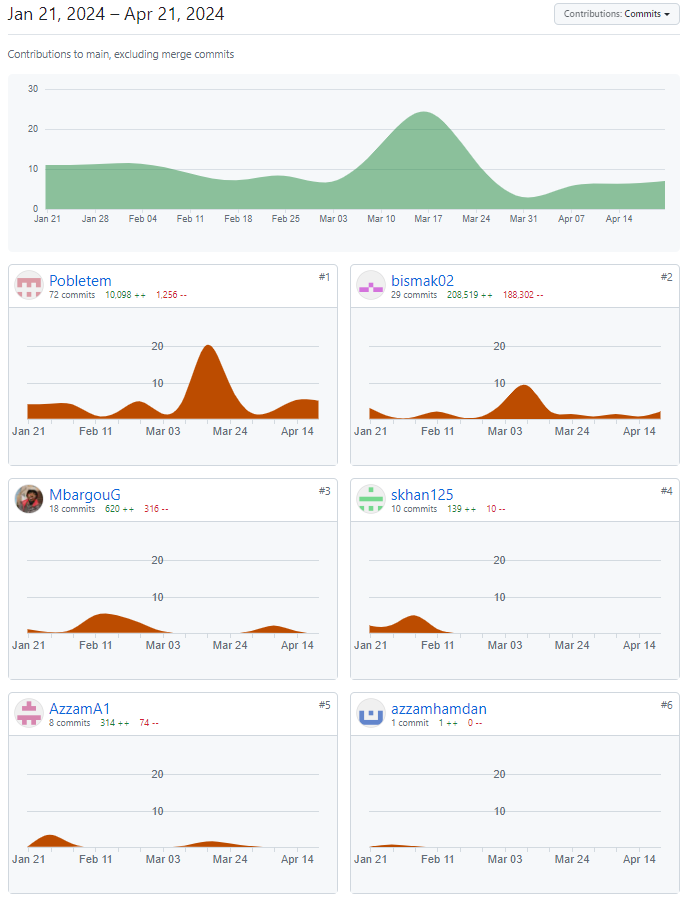 Jan 21, 2024 – Apr 21, 2024
Contributions: Commits
Contributions to main, excluding merge commits
30
20
10
0
Jan 21 Jan 28 Feb 04 Feb 11 Feb 18 Feb 25 Mar 03 Mar 10 Mar 17 Mar 24 Mar 31 Apr 07 Apr 14
Pobletem #1
72 commits 10,098 ++ 1,256 --
20
10
Jan 21 Feb 11 Mar 03 Mar 24 Apr 14
bismak02 #2
29 commits 208,519 ++ 188,302 --
20
10
Jan 21 Feb 11 Mar 03 Mar 24 Apr 14
MbargouG #3
18 commits 620 ++ 316 --
20
10
Jan 21 Feb 11 Mar 03 Mar 24 Apr 14
skhan125 #4
10 commits 139 ++ 10 --
20
10
Jan 21 Feb 11 Mar 03 Mar 24 Apr 14
AzzamA1 #5
8 commits 314 ++ 74 --
20
10
Jan 21 Feb 11 Mar 03 Mar 24 Apr 14
azzamhamdan #6
1 commit 1 ++ 0 --
20
10
Jan 21 Feb 11 Mar 03 Mar 24 Apr 14